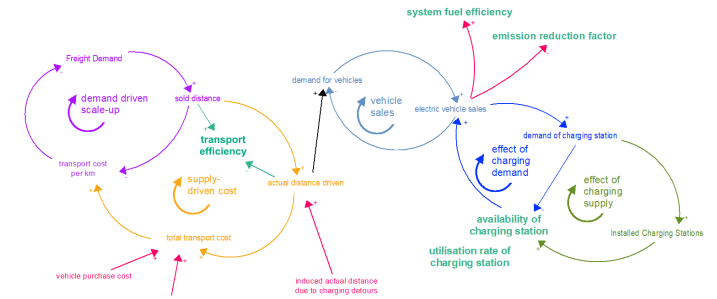 system fuel efficiency
emission reduction factor
Freight Demand
demand for vehicles
demand driven
scale-up
sold distance
vehicle
sales
electric vehicle sales
transport
efficiency
effect of
charging
demand
demand of charging station
transport cost
per km
supply-
driven cost
actual distance driven
effect of
charging
supply
availability of
charging station
total transport cost
Installed Charging Stations
utilisation rate of
charging station
vehicle purchase cost
induced actual distance
due to charging detours